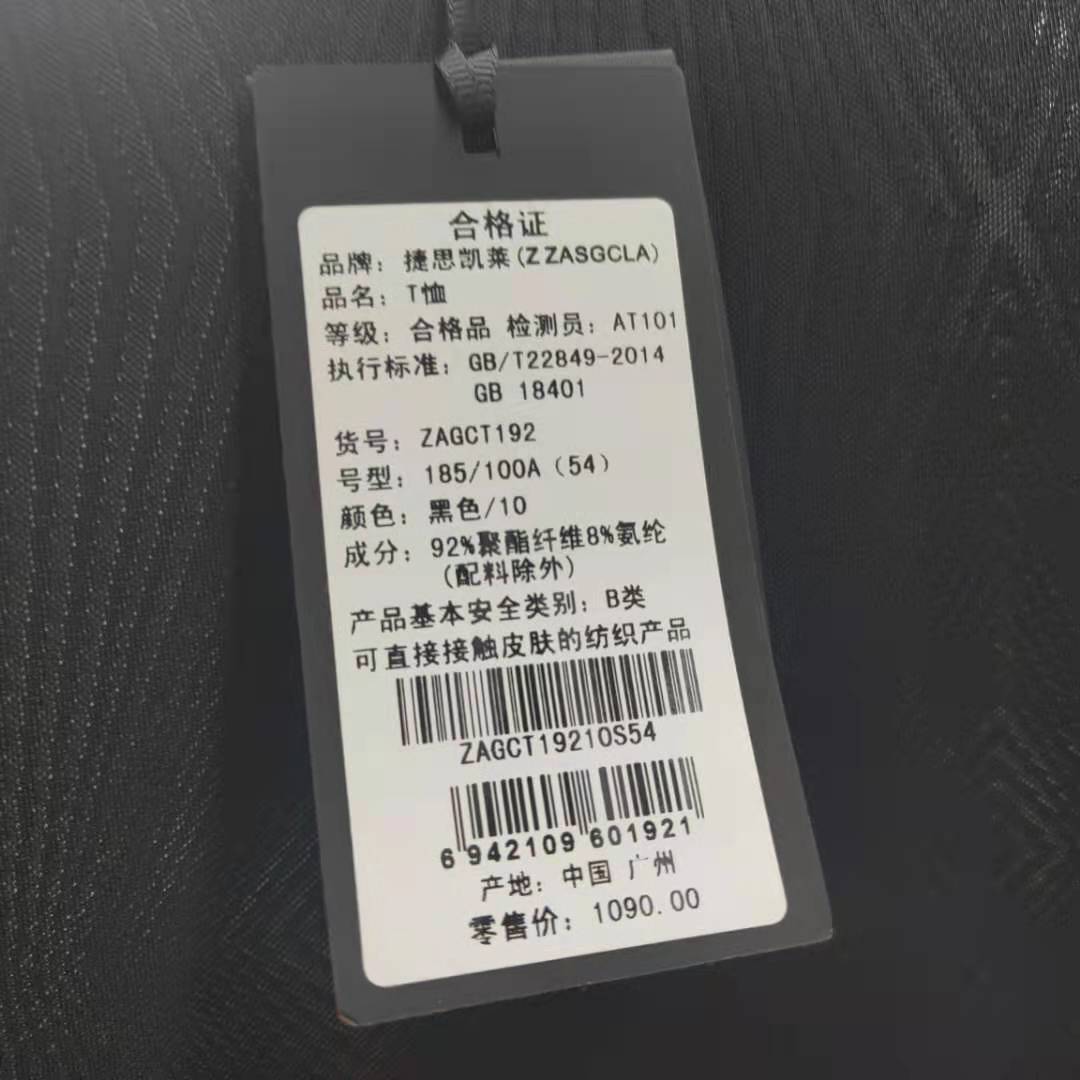 合格证
品牌：捷思凯莱(Z ZASGCLA)
品名：T恤
等级：合格品 检测员：AT101
执行标准：GB/T22849-2014
GB 18401
货号：ZAGCT192
号型：185/100A（54）
颜色：黑色/10
成分：92%聚酯纤维8%氨纶
(配料除外)
产品基本安全类别：B类
可直接接触皮肤的纺织产品
ZAGCT19210S54
6 942109 601921
产地：中国 广州
零售价：1090.00